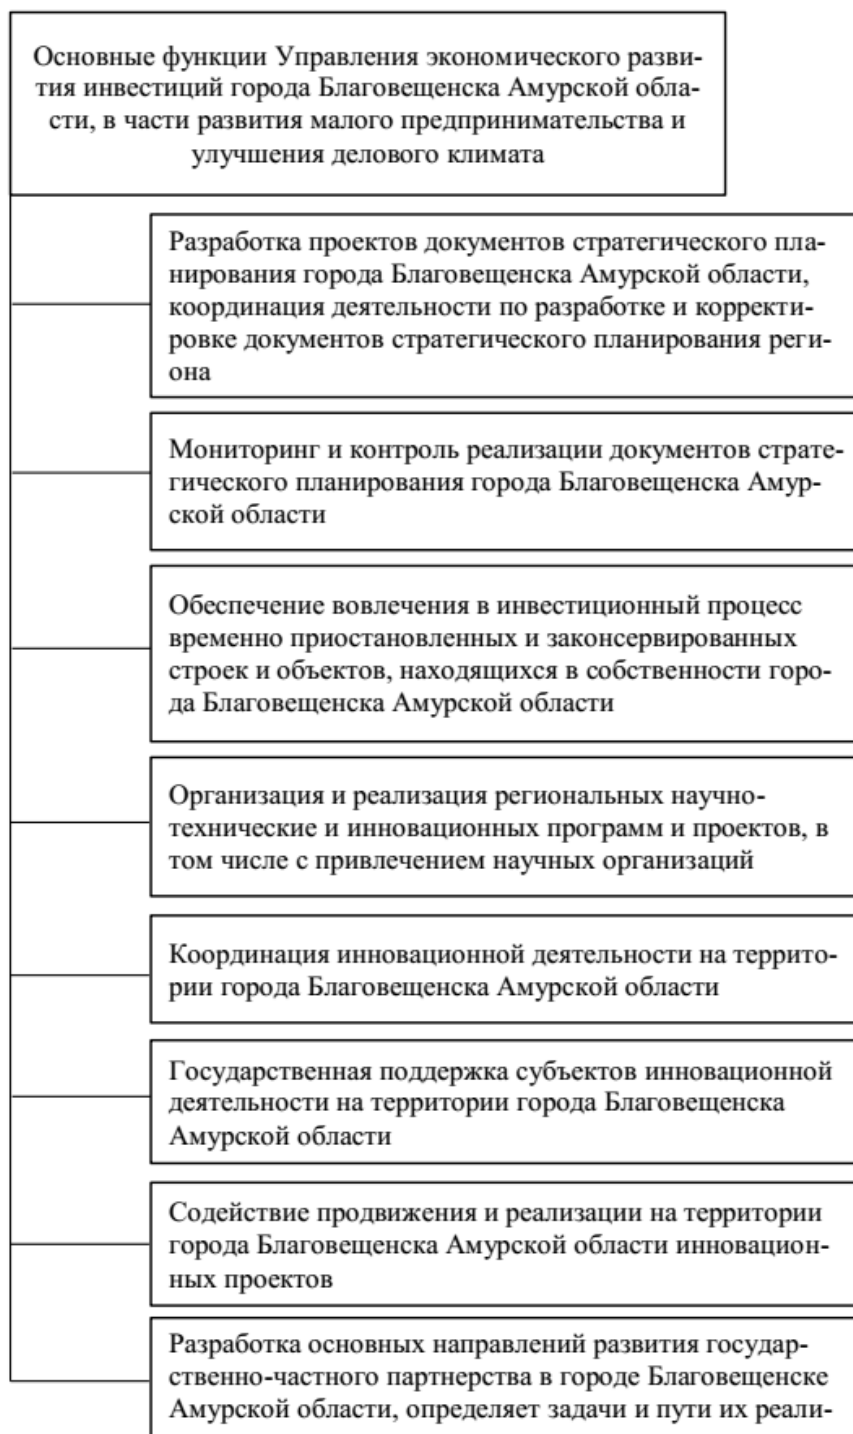 Основные функции Управления экономического разви-
тия инвестиций города Благовещенска Амурской обла-
сти, в части развития малого предпринимательства и
улучшения делового климата
Разработка проектов документов стратегического пла-
нирования города Благовещенска Амурской области,
координация деятельности по разработке и корректи-
ровке документов стратегического планирования реги-
она
Мониторинг и контроль реализации документов страте-
гического планирования города Благовещенска Амур-
ской области
Обеспечение вовлечения в инвестиционный процесс
временно приостановленных и законсервированных
строек и объектов, находящихся в собственности горо-
да Благовещенска Амурской области
Организация и реализация региональных научно-
технические и инновационных программ и проектов, в
том числе с привлечением научных организаций
Координация инновационной деятельности на террито-
рии города Благовещенска Амурской области
Государственная поддержка субъектов инновационной
деятельности на территории города Благовещенска
Амурской области
Содействие продвижения и реализации на территории
города Благовещенска Амурской области инновацион-
ных проектов
Разработка основных направлений развития государ-
ственно-частного партнерства в городе Благовещенске
Амурской области, определяет задачи и пути их реали-